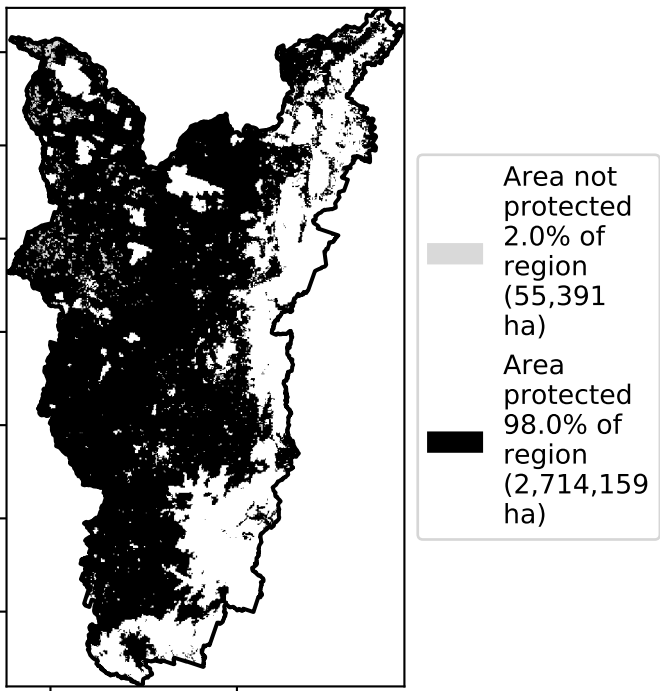 Area not
protected
2.0% of
region
(55,391
ha)
Area
protected
98.0% of
region
(2,714,159
ha)